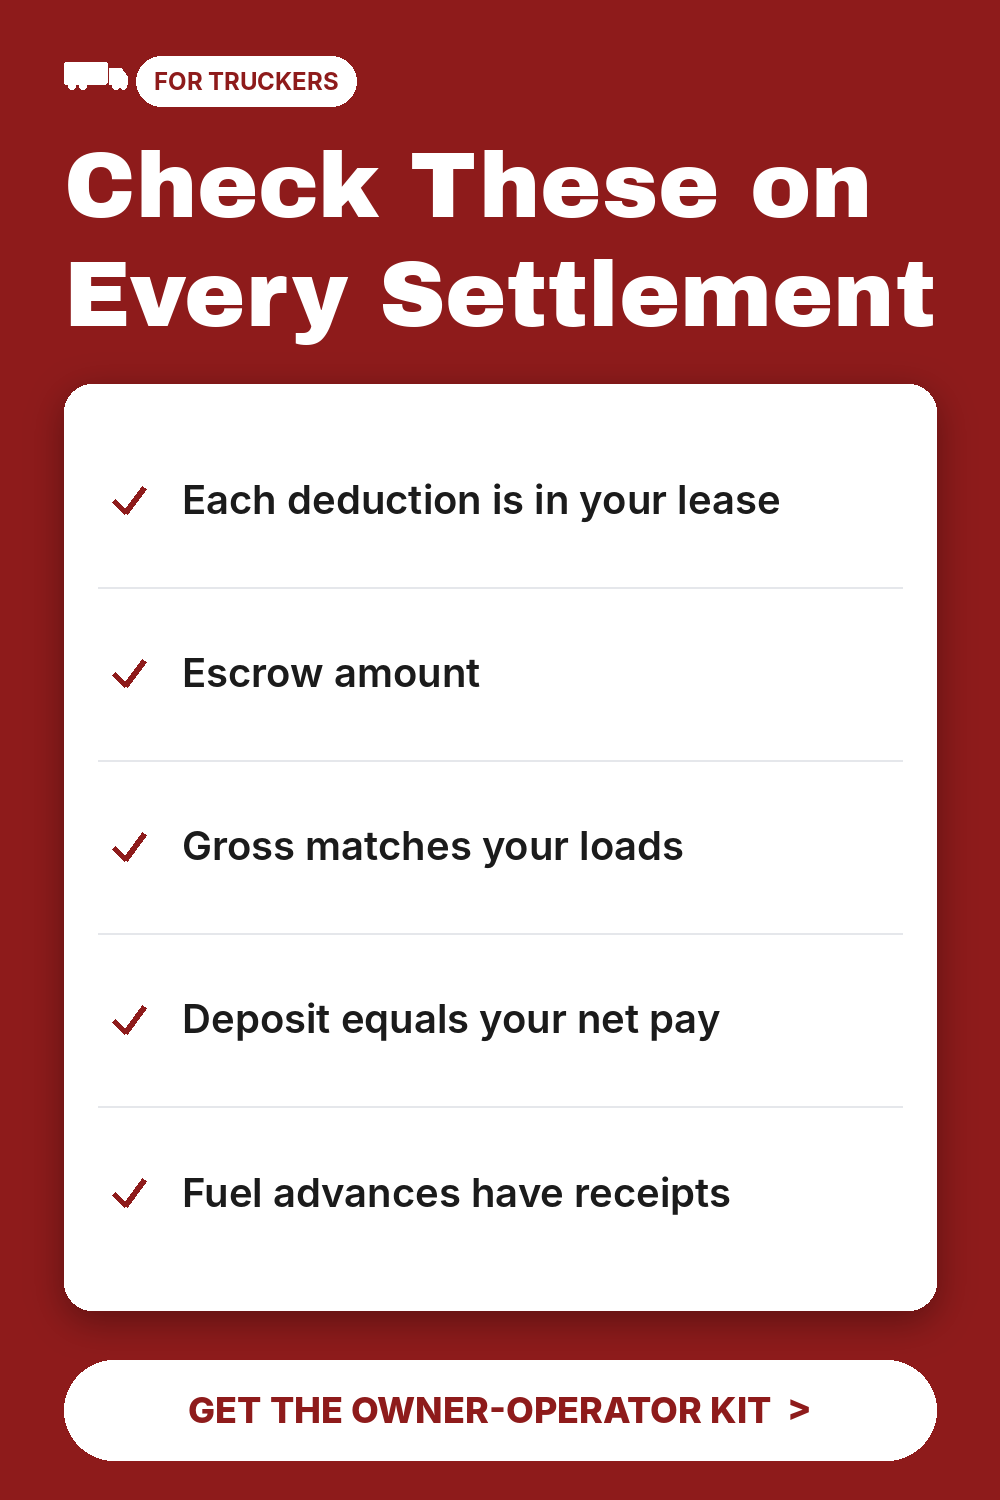 FOR TRUCKERS
Check These on
Every Settlement
Each deduction is in your lease
Escrow amount
Gross matches your loads
Deposit equals your net pay
Fuel advances have receipts
GET THE OWNER-OPERATOR KIT >